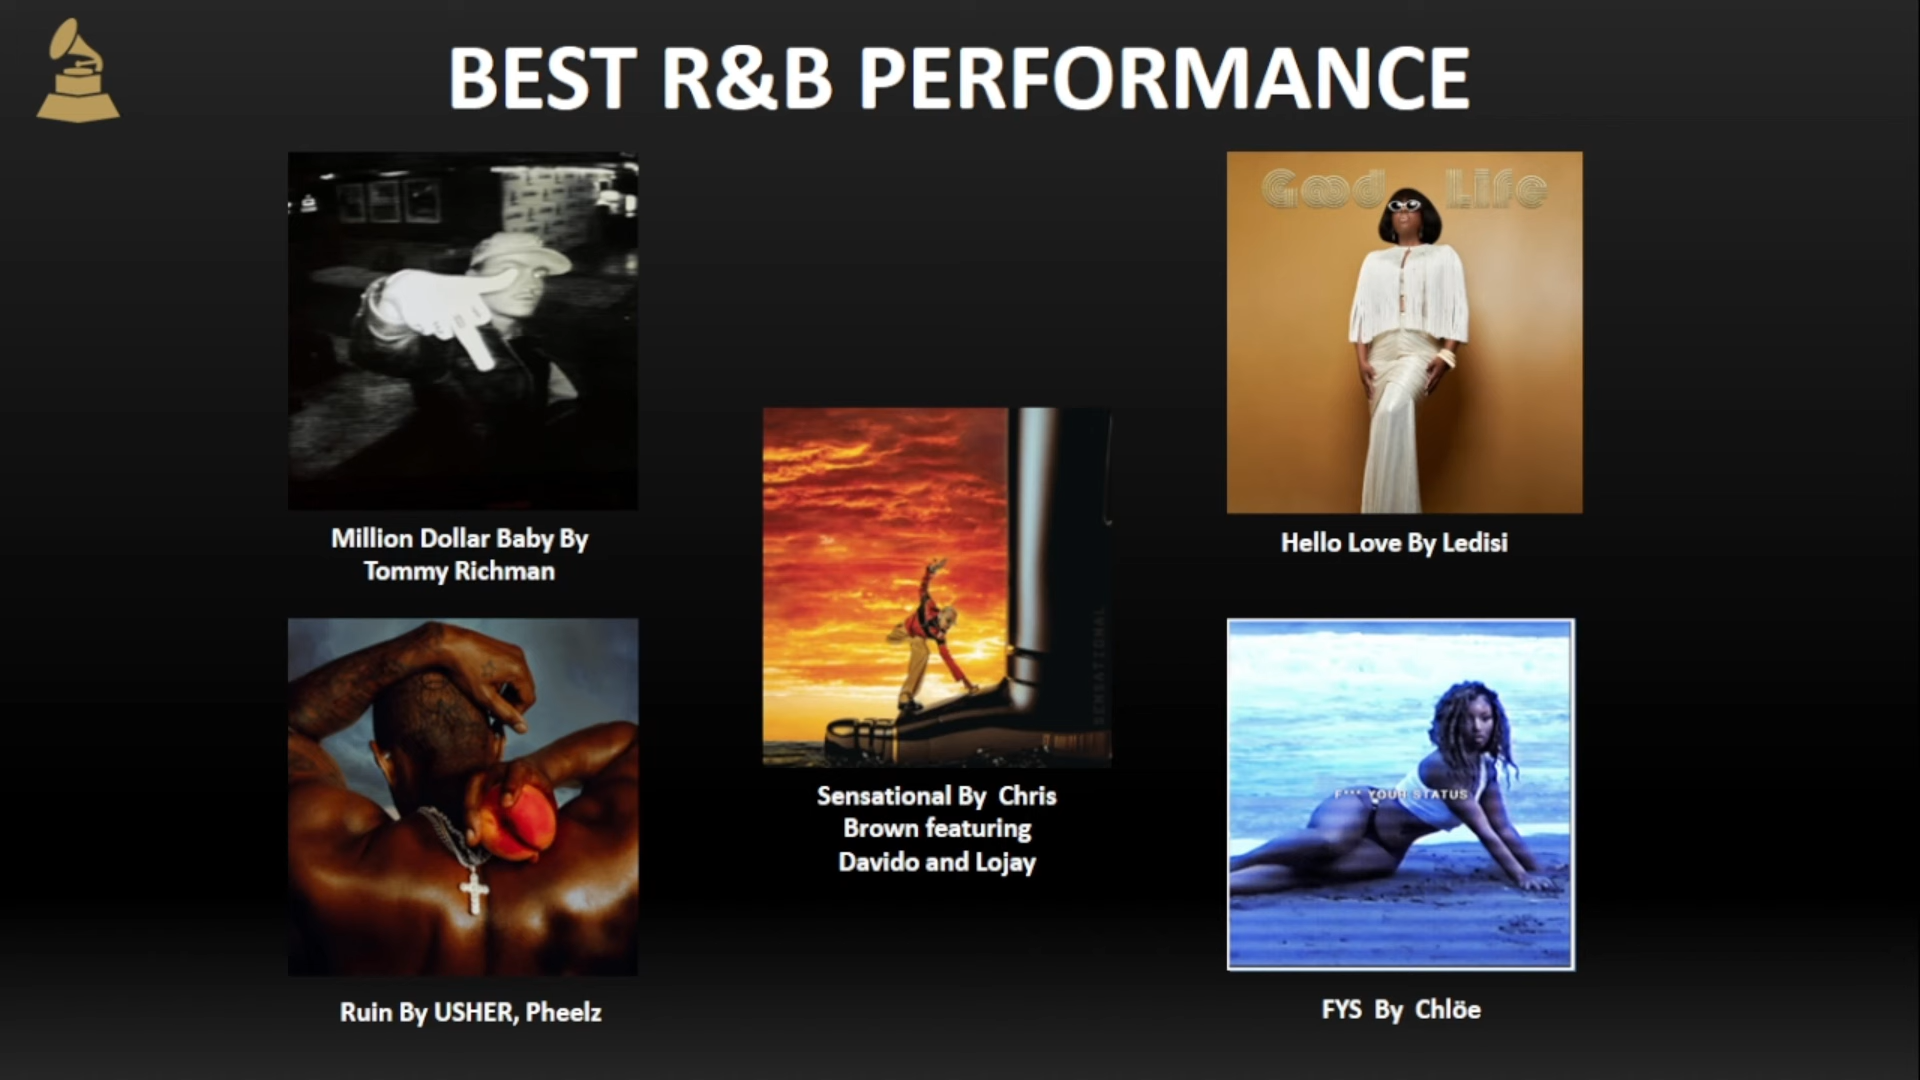 BEST R&B PERFORMANCE
Good Life
Million Dollar Baby By
Tommy Richman
Hello Love By Ledisi
SENSATIONAL
Sensational By Chris
Brown featuring
Davido and Lojay
F*** YOUR STATUS
Ruin By USHER, Pheelz
FYS By Chlöe